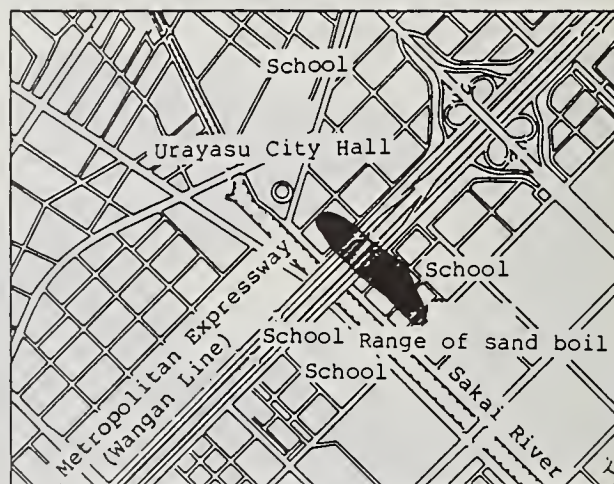 School
Urayasu City Hall
School
Metropolitan Expressway
(Wangan Line)
School Range of sand boil
School
Sakai River